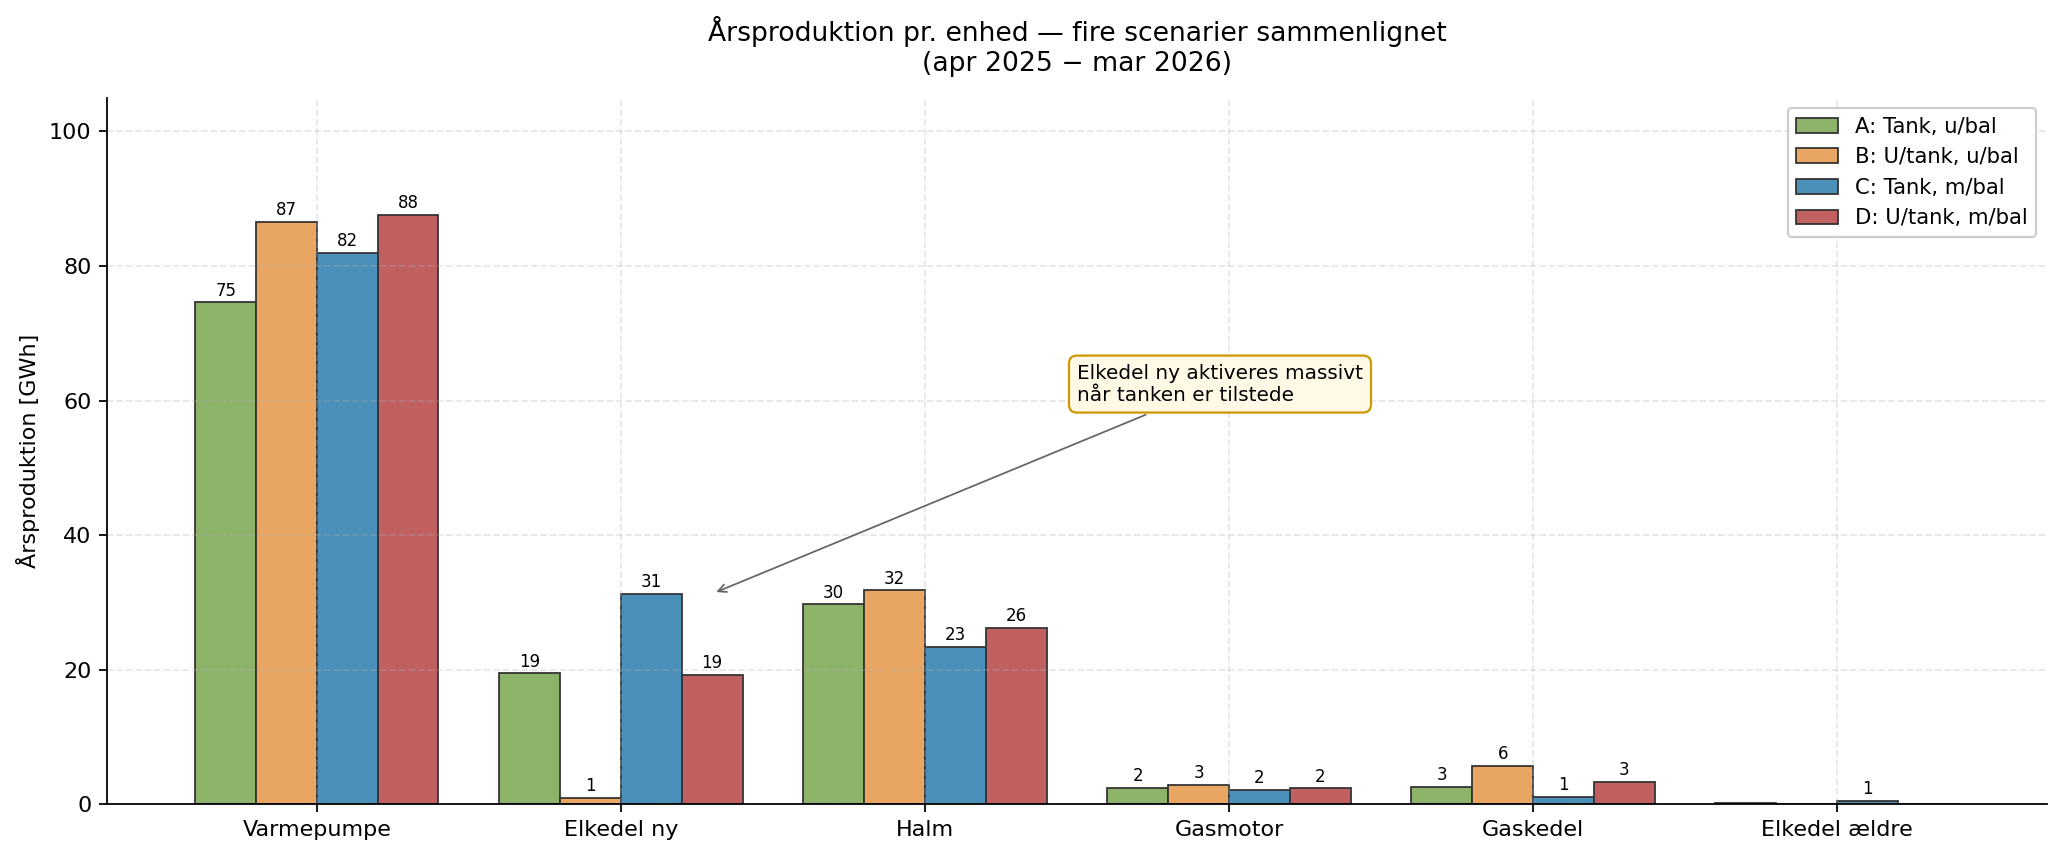 Årsproduktion pr. enhed — fire scenarier sammenlignet
(apr 2025 − mar 2026)
A: Tank, u/bal
B: U/tank, u/bal
C: Tank, m/bal
D: U/tank, m/bal
Årsproduktion [GWh]
100
80
60
40
20
0
75
87
82
88
19
1
31
19
30
32
23
26
2
3
2
2
3
6
1
3
1
Elkedel ny aktiveres massivt
når tanken er tilstede
Varmepumpe
Elkedel ny
Halm
Gasmotor
Gaskedel
Elkedel ældre